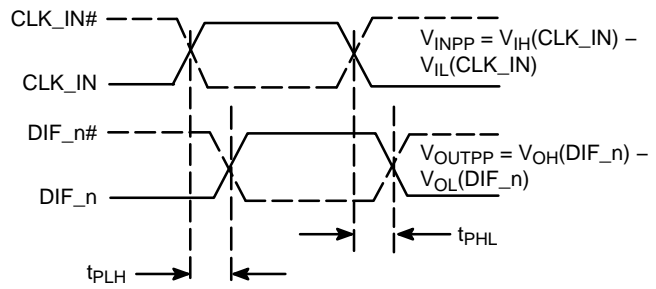 CLK_IN#
V_INPP = V_IH(CLK_IN) –
V_IL(CLK_IN)
CLK_IN
DIF_n#
V_OUTPP = V_OH(DIF_n) –
V_OL(DIF_n)
DIF_n
t_PHL
t_PLH